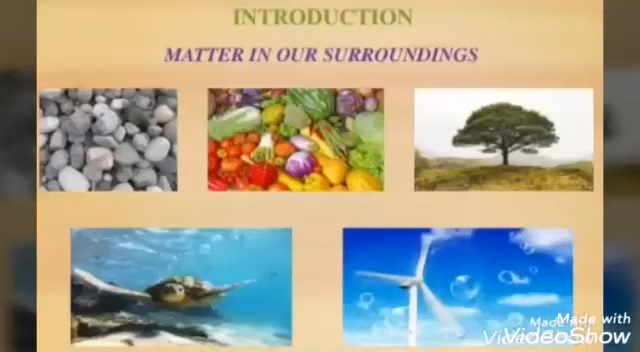 INTRODUCTION
MATTER IN OUR SURROUNDINGS
Made with
VideoShow